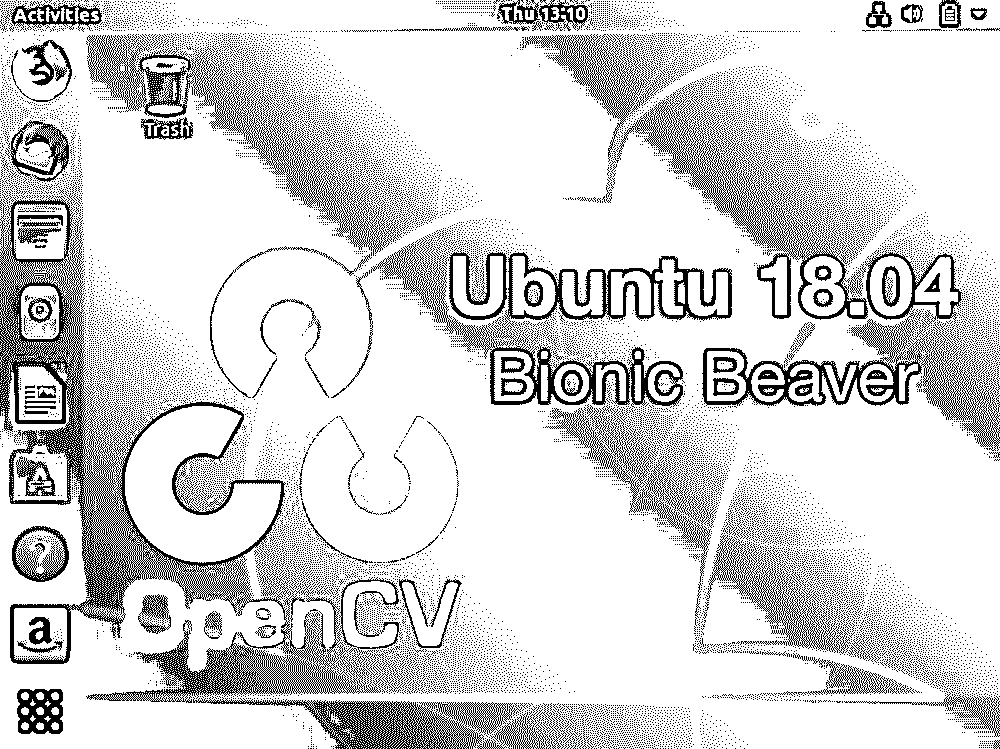 Activities
Thu 13:10
Trash
Ubuntu 18.04
Bionic Beaver
OpenCV
A
?
a